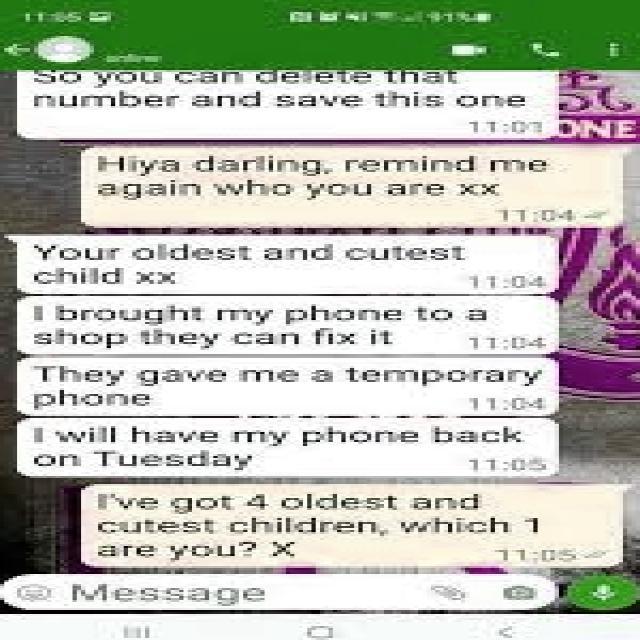 11:05
91%
online
So you can delete that
number and save this one
11:01
ONE
Hiya darling, remind me
again who you are xx
11:04
Your oldest and cutest
child xx
11:04
I brought my phone to a
shop they can fix it
11:04
They gave me a temporary
phone
11:04
I will have my phone back
on Tuesday
11:05
I've got 4 oldest and
cutest children, which 1
are you? X
11:05
Message